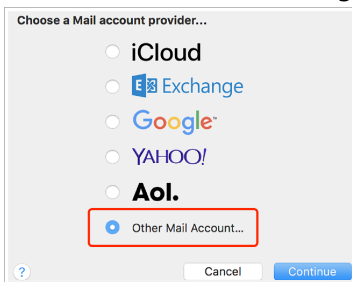 Choose a Mail account provider...
iCloud
E Exchange
Google
YAHOO!
Aol.
Other Mail Account...
? Cancel Continue